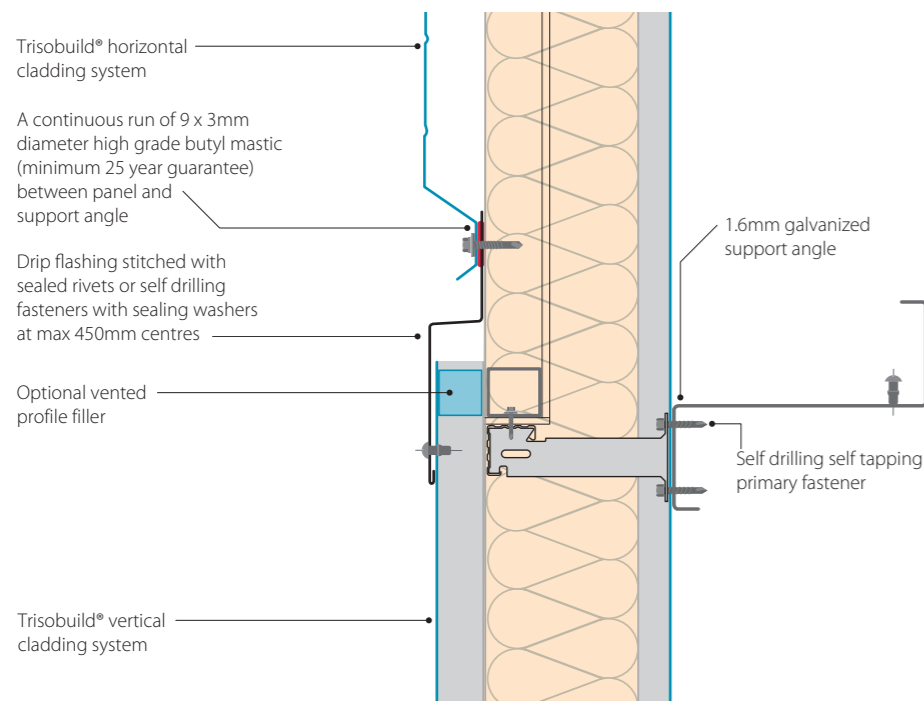 Trisobuild® horizontal
cladding system
A continuous run of 9 x 3mm
diameter high grade butyl mastic
(minimum 25 year guarantee)
between panel and
support angle
Drip flashing stitched with
sealed rivets or self drilling
fasteners with sealing washers
at max 450mm centres
Optional vented
profile filler
Trisobuild® vertical
cladding system
1.6mm galvanized
support angle
Self drilling self tapping
primary fastener